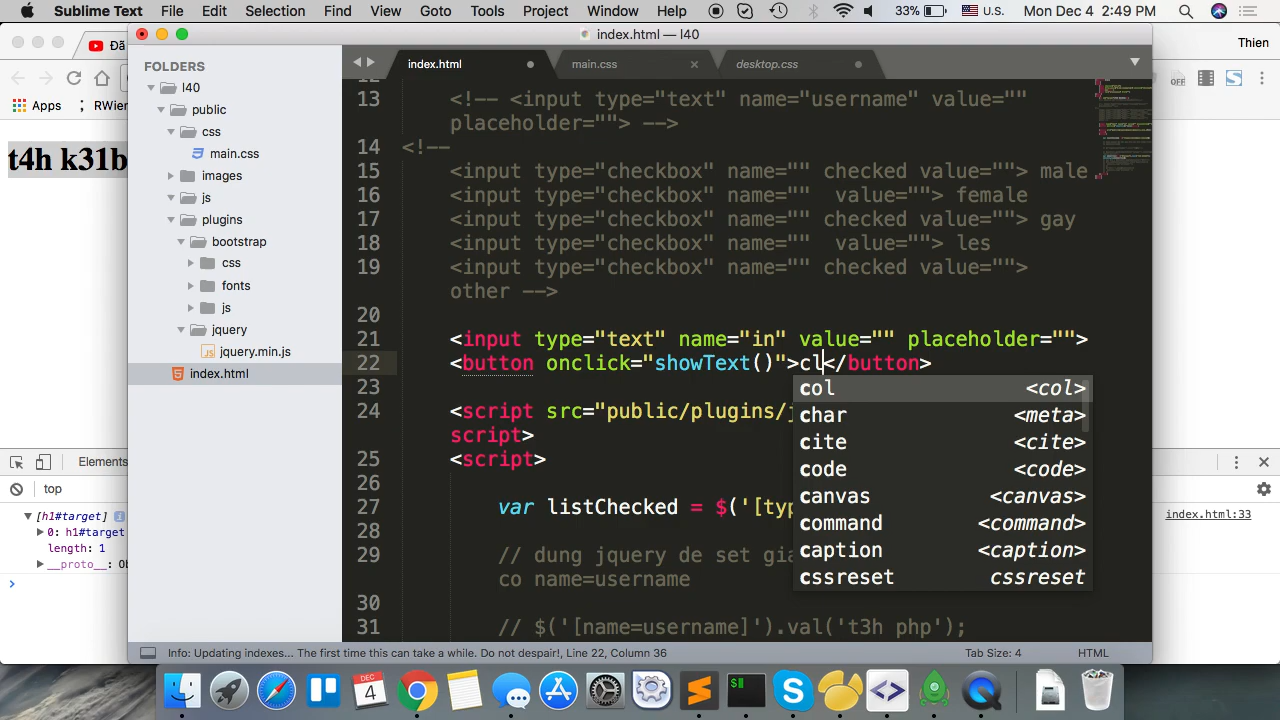 Sublime Text File Edit Selection Find View Goto Tools Project Window Help 33% U.S. Mon Dec 4 2:49 PM
index.html — l40
Đã
Thien
Apps
RWien
OFF
t4h k31b
FOLDERS
l40
public
css
main.css
images
js
plugins
bootstrap
css
fonts
js
jquery
jquery.min.js
index.html
index.html main.css desktop.css
12
13 <!-- <input type="text" name="username" value=""
placeholder=""> -->
14 <!--
15 <input type="checkbox" name="" checked value=""> male
16 <input type="checkbox" name=""  value=""> female
17 <input type="checkbox" name="" checked value=""> gay
18 <input type="checkbox" name=""  value=""> les
19 <input type="checkbox" name="" checked value="">
other -->
20
21 <input type="text" name="in" value="" placeholder="">
22 <button onclick="showText()">cl</button>
23
24 <script src="public/plugins/j
script>
25 <script>
26
27 var listChecked = $('[typ
28
29 // dung jquery de set gia
co name=username
30
31 // $('[name=username]').val('t3h php');
col <col>
char <meta>
cite <cite>
code <code>
canvas <canvas>
command <command>
caption <caption>
cssreset cssreset
Elements
top
[h1#target]
0: h1#target
length: 1
__proto__: Ob
index.html:33
Info: Updating indexes... The first time this can take a while. Do not despair!, Line 22, Column 36 Tab Size: 4 HTML
DEC
4